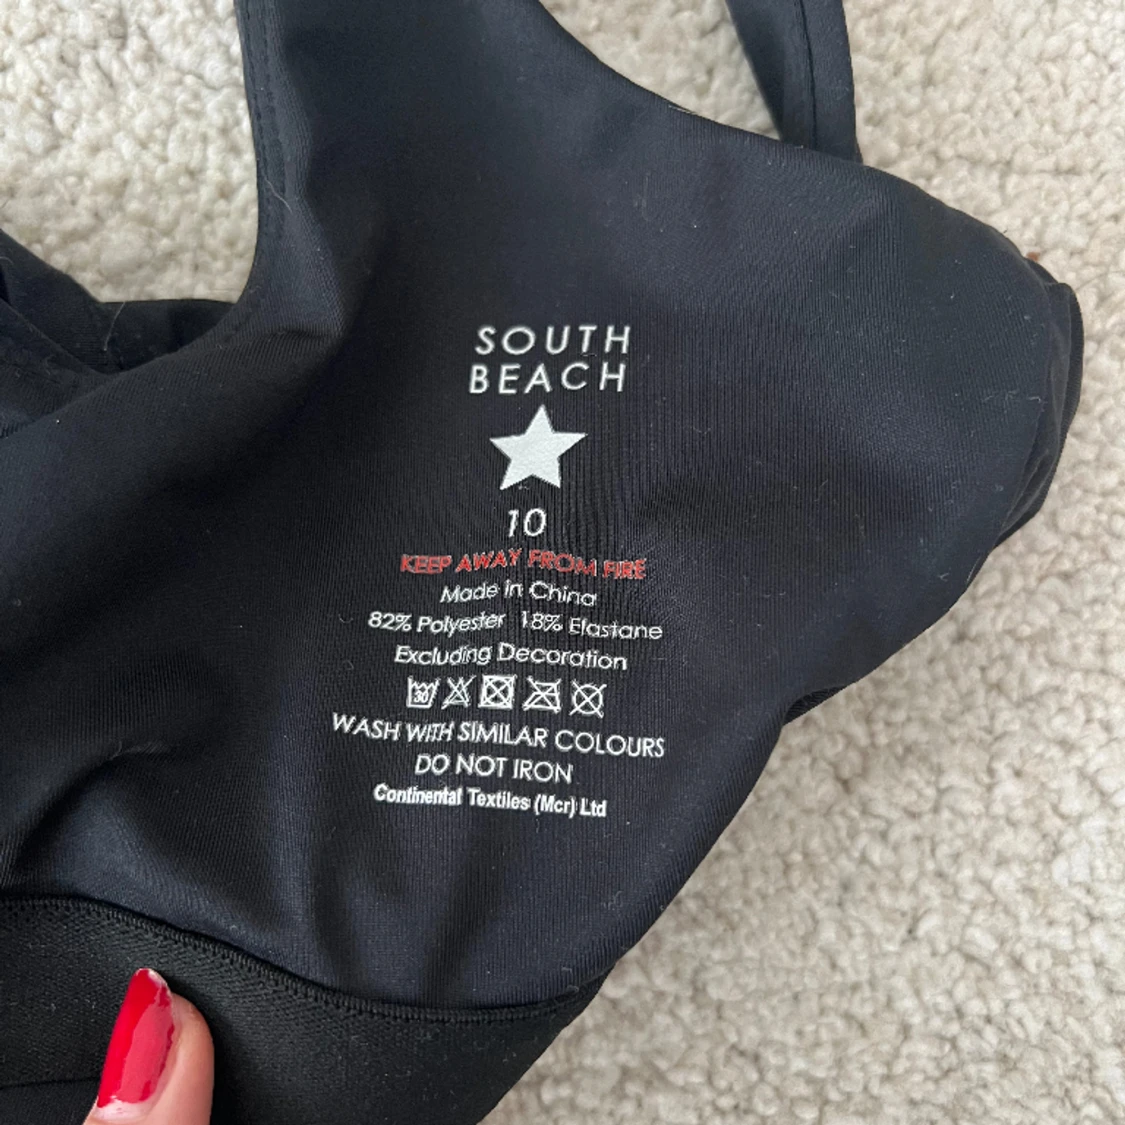 SOUTH
BEACH
10
KEEP AWAY FROM FIRE
Made in China
82% Polyester 18% Elastane
Excluding Decoration
30
WASH WITH SIMILAR COLOURS
DO NOT IRON
Continental Textiles (Mcr) Ltd